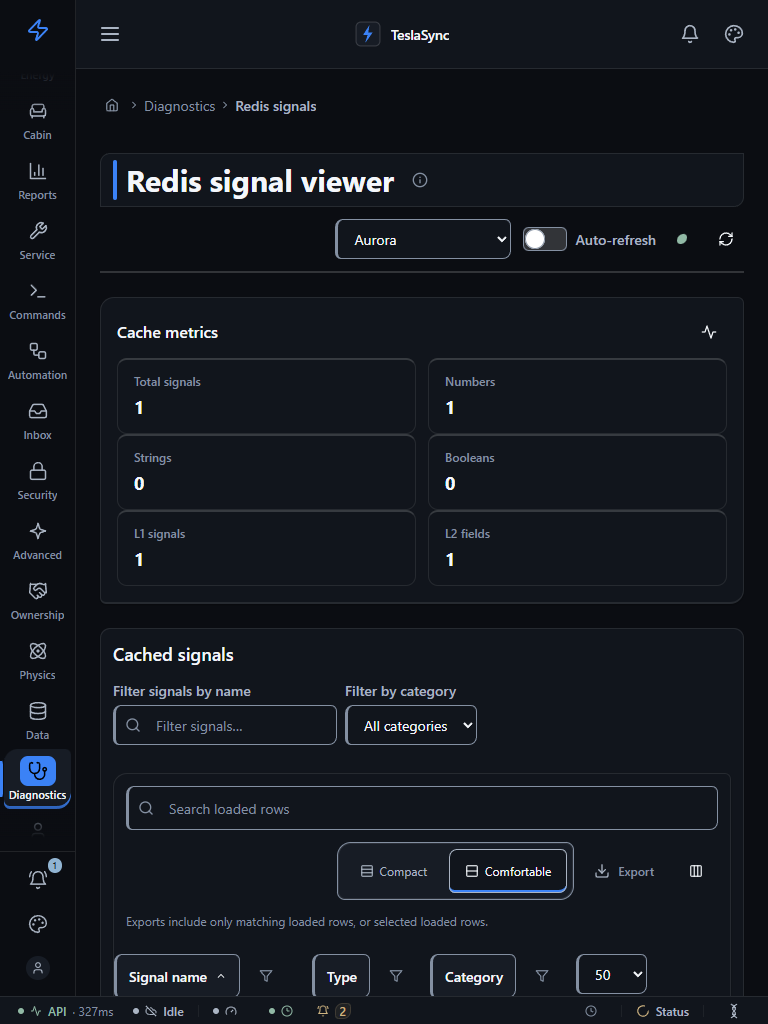 TeslaSync
Energy
Cabin
Reports
Service
Commands
Automation
Inbox
Security
Advanced
Ownership
Physics
Data
Diagnostics
1
Diagnostics
Redis signals
Redis signal viewer
Aurora
Auto-refresh
Cache metrics
Total signals
1
Numbers
1
Strings
0
Booleans
0
L1 signals
1
L2 fields
1
Cached signals
Filter signals by name
Filter by category
Filter signals...
All categories
Search loaded rows
Compact
Comfortable
Export
Exports include only matching loaded rows, or selected loaded rows.
Signal name
Type
Category
50
API · 327ms
Idle
2
Status